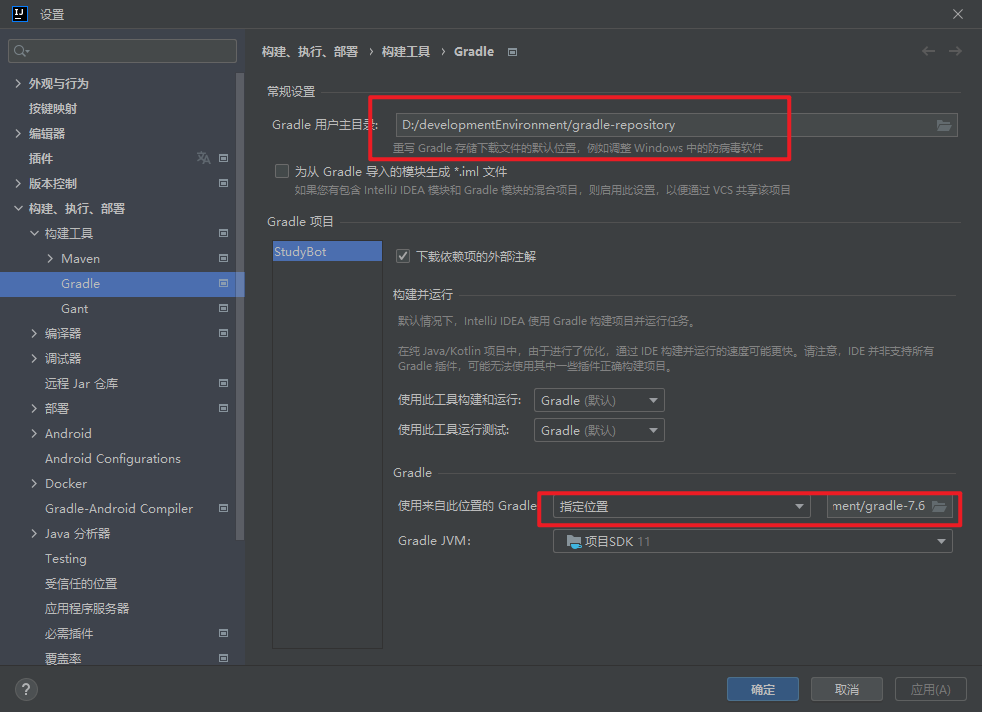 设置
构建、执行、部署 › 构建工具 › Gradle
外观与行为
按键映射
编辑器
插件
版本控制
构建、执行、部署
构建工具
Maven
Gradle
Gant
编译器
调试器
远程 Jar 仓库
部署
Android
Android Configurations
Docker
Gradle-Android Compiler
Java 分析器
Testing
受信任的位置
应用程序服务器
必需插件
覆盖率
常规设置
Gradle 用户主目录:
D:/developmentEnvironment/gradle-repository
重写 Gradle 存储下载文件的默认位置，例如调整 Windows 中的防病毒软件
为从 Gradle 导入的模块生成 *.iml 文件
如果您有包含 IntelliJ IDEA 模块和 Gradle 模块的混合项目，则启用此设置，以便通过 VCS 共享该项目
Gradle 项目
StudyBot
下载依赖项的外部注解
构建并运行
默认情况下，IntelliJ IDEA 使用 Gradle 构建项目并运行任务。
在纯 Java/Kotlin 项目中，由于进行了优化，通过 IDE 构建并运行的速度可能更快。请注意，IDE 并非支持所有
Gradle 插件，可能无法使用其中一些插件正确构建项目。
使用此工具构建和运行: Gradle (默认)
使用此工具运行测试: Gradle (默认)
Gradle
使用来自此位置的 Gradle 指定位置 ment/gradle-7.6
Gradle JVM: 项目SDK 11
? 确定 取消 应用(A)